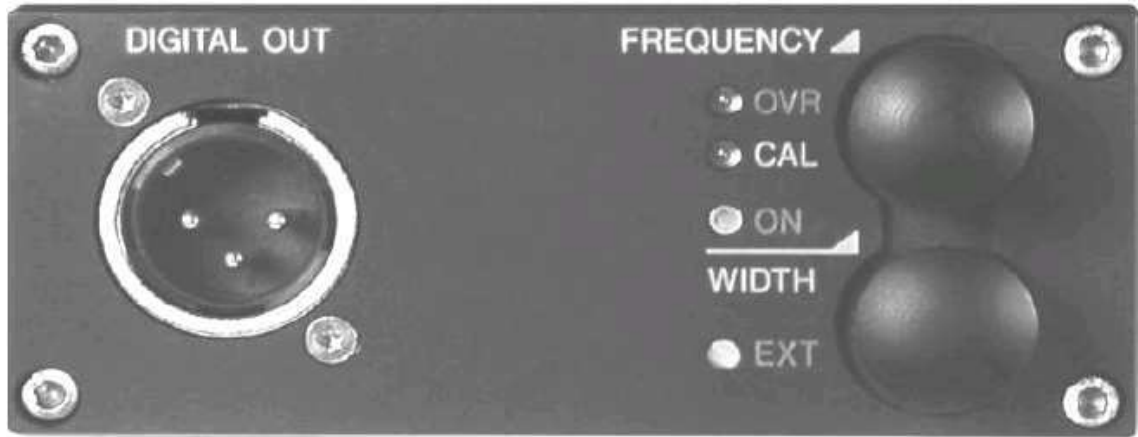 DIGITAL OUT
FREQUENCY
OVR
CAL
ON
WIDTH
EXT